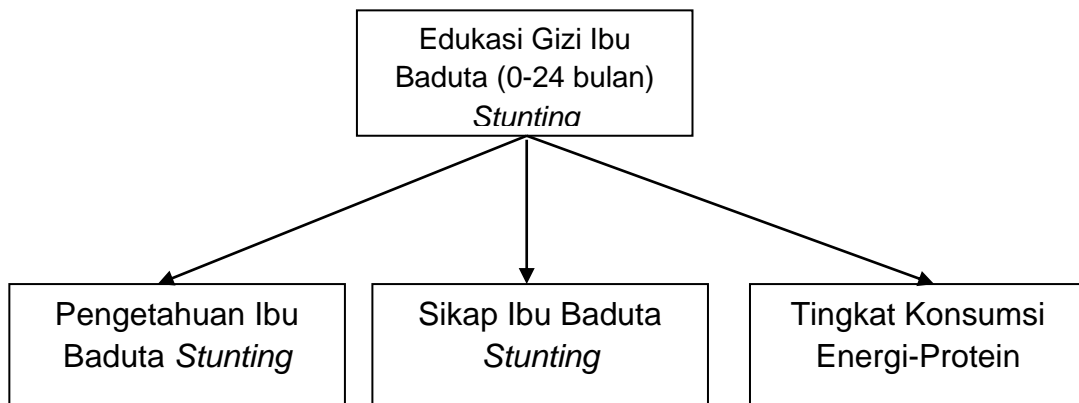 Edukasi Gizi Ibu
Baduta (0-24 bulan)
Stunting
Pengetahuan Ibu
Baduta Stunting
Sikap Ibu Baduta
Stunting
Tingkat Konsumsi
Energi-Protein